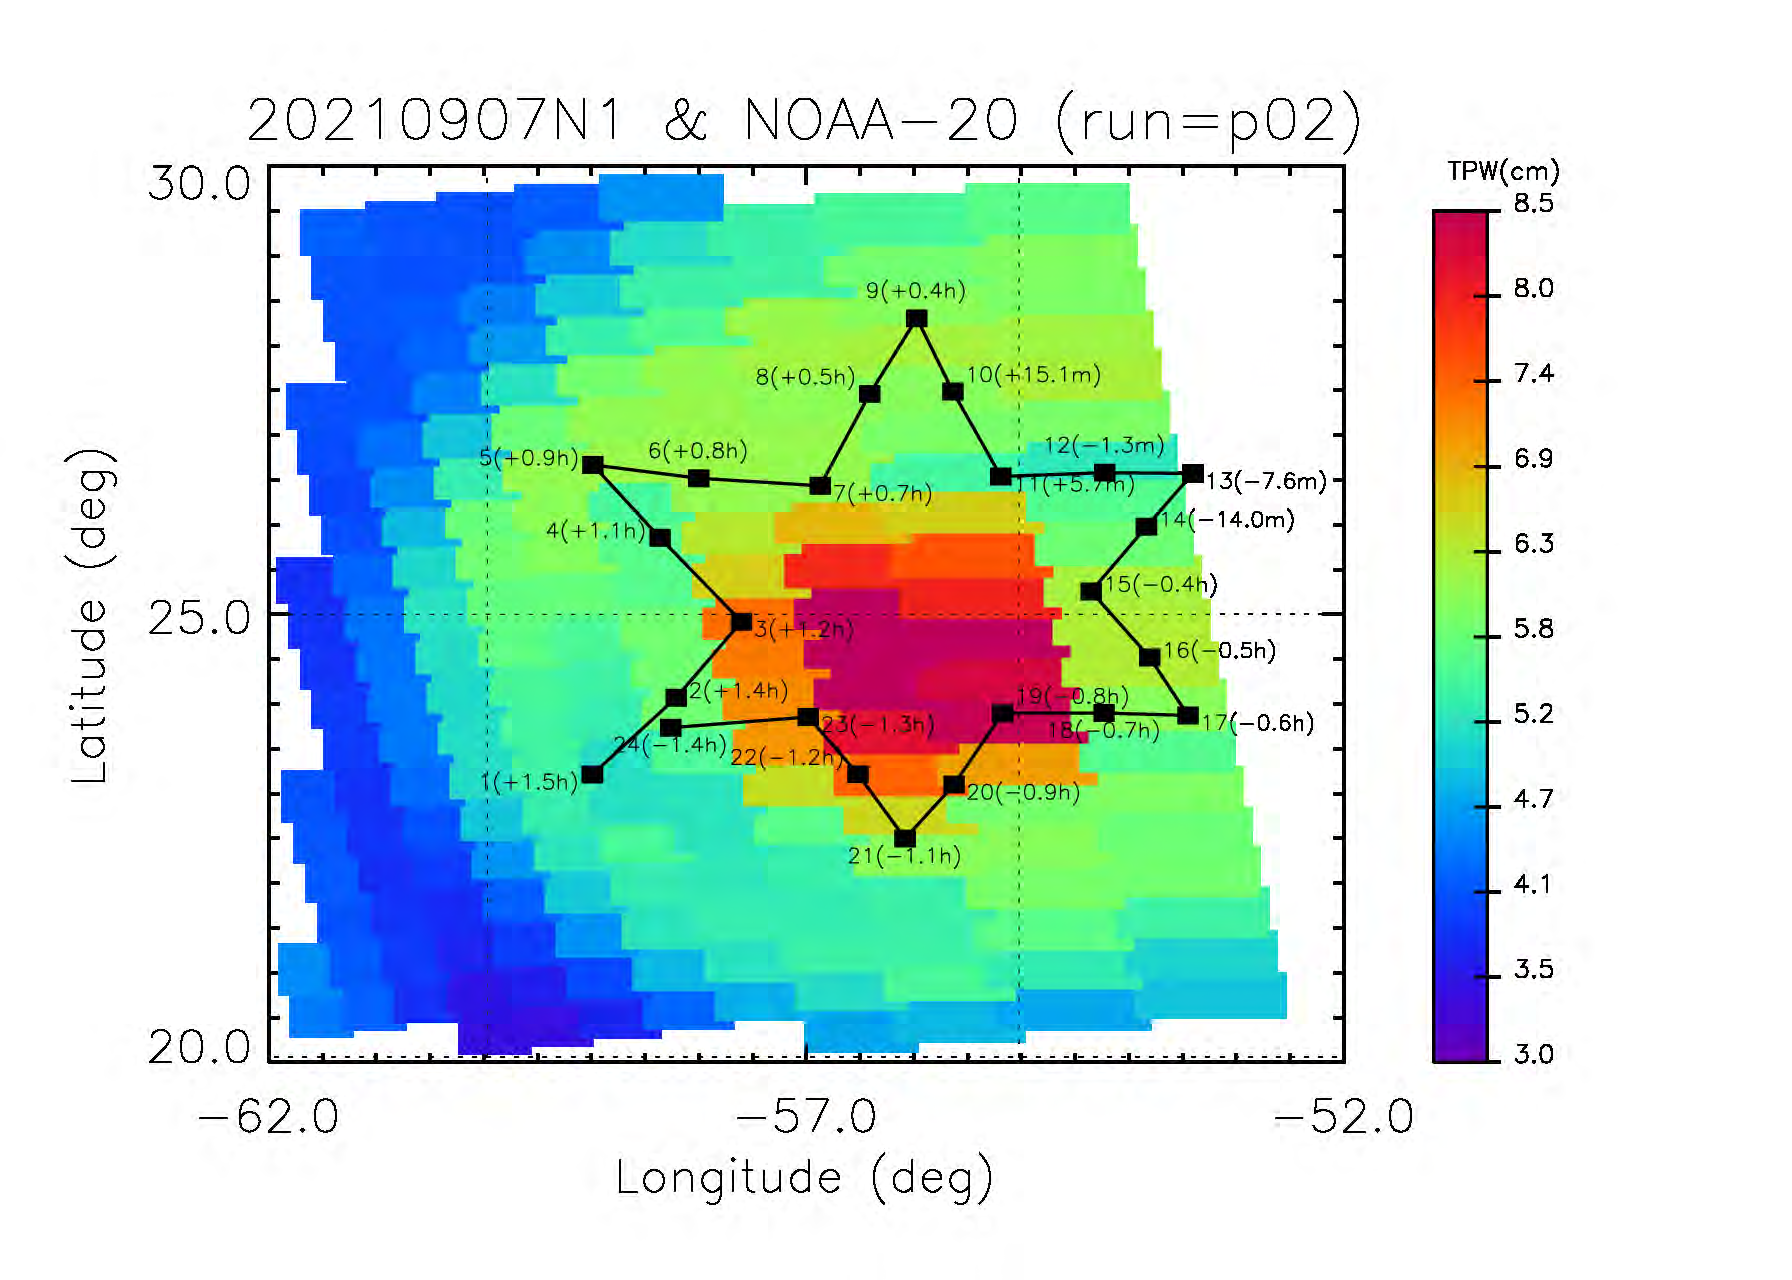 20210907N1 & NOAA-20 (run=p02)
TPW(cm)
30.0
25.0
20.0
Latitude (deg)
-62.0
-57.0
-52.0
Longitude (deg)
8.5
8.0
7.4
6.9
6.3
5.8
5.2
4.7
4.1
3.5
3.0
9(+0.4h)
8(+0.5h)
10(+15.1m)
5(+0.9h)
6(+0.8h)
7(+0.7h)
12(-1.3m)
11(+5.7m)
13(-7.6m)
4(+1.1h)
14(-14.0m)
15(-0.4h)
3(+1.2h)
16(-0.5h)
2(+1.4h)
19(-0.8h)
24(-1.4h)
23(-1.3h)
18(-0.7h)
17(-0.6h)
22(-1.2h)
1(+1.5h)
20(-0.9h)
21(-1.1h)